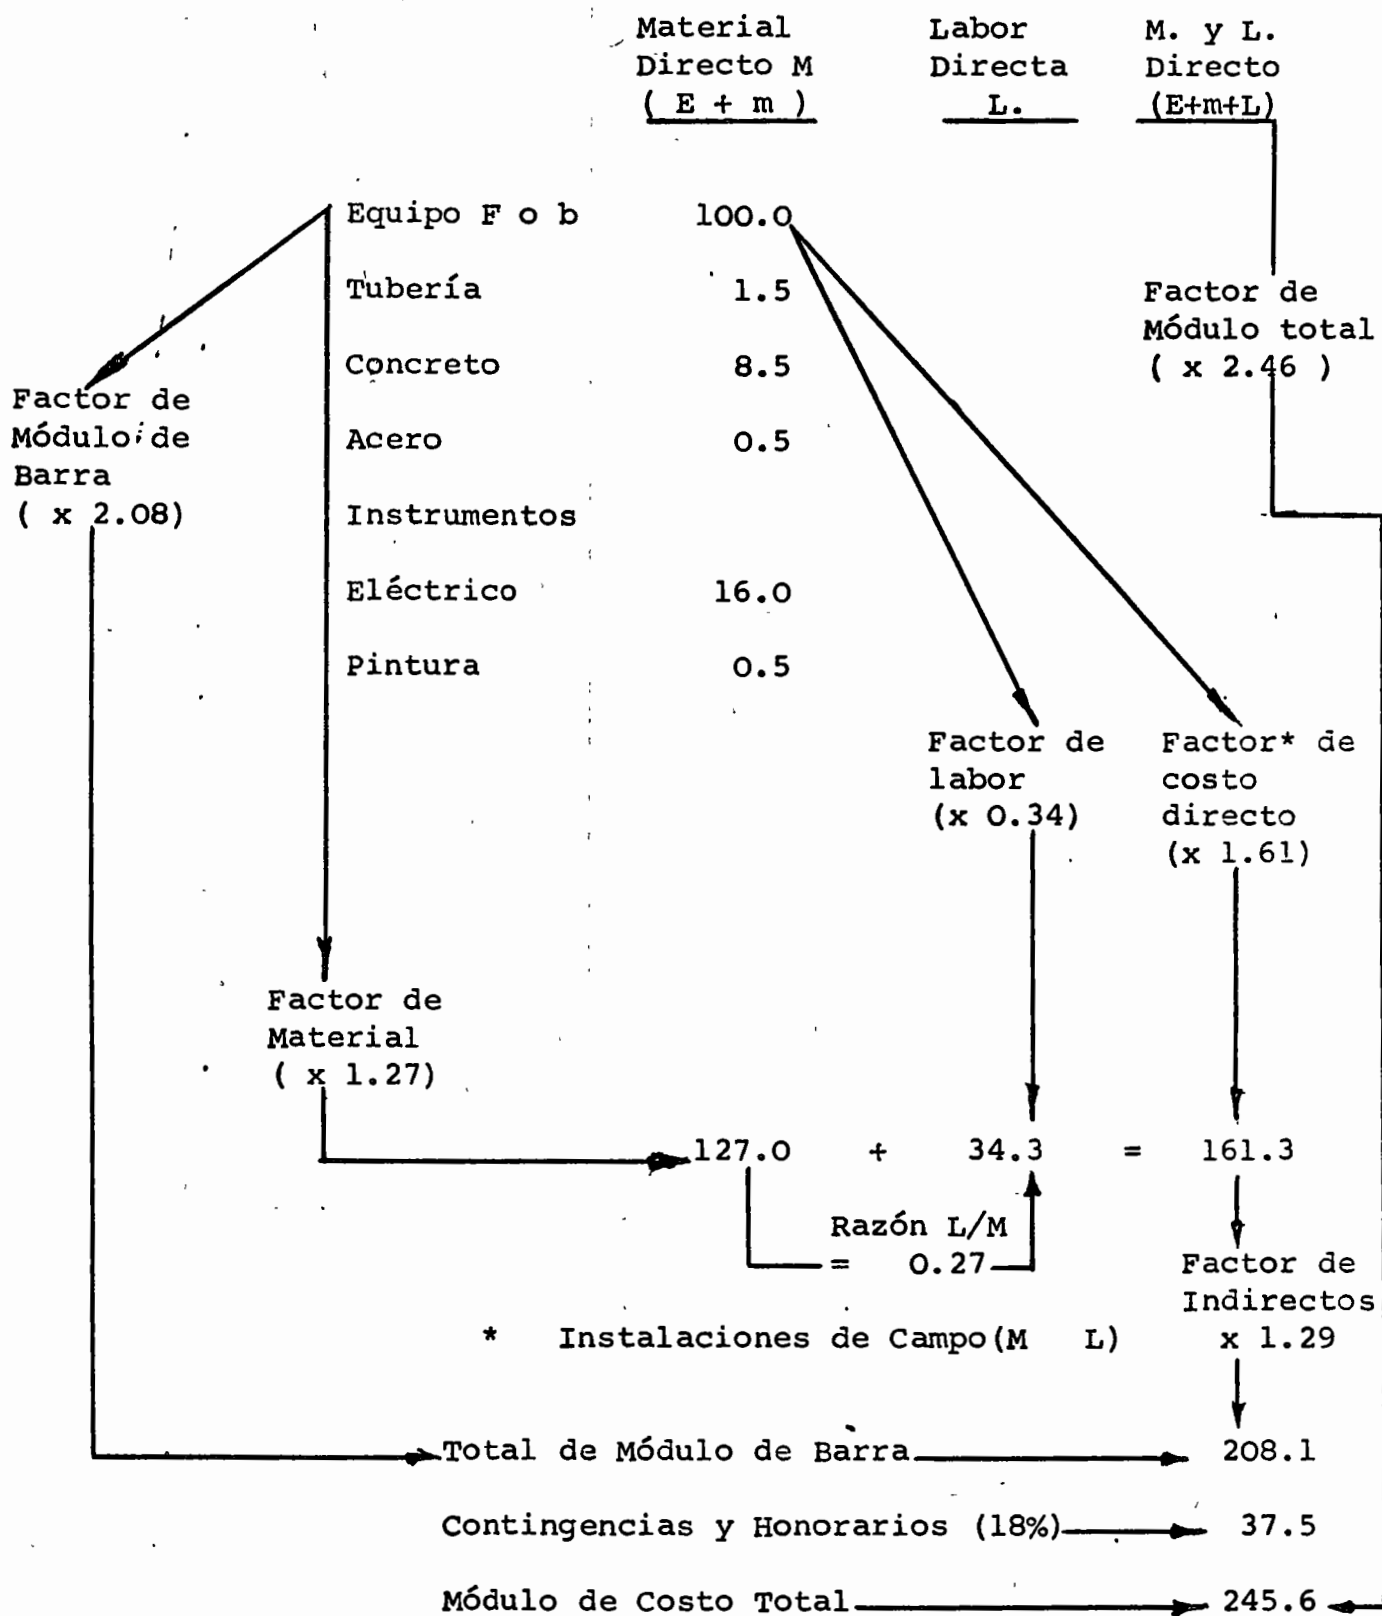 Material Directo M ( E + m )
Labor Directa L.
M. y L. Directo (E+m+L)
Equipo F o b 100.0
Tubería 1.5
Concreto 8.5
Acero 0.5
Instrumentos
Eléctrico 16.0
Pintura 0.5
Factor de
Módulo total
( x 2.46 )
Factor de
Módulo de
Barra
( x 2.08)
Factor de
labor
(x 0.34)
Factor* de
costo
directo
(x 1.61)
Factor de
Material
( x 1.27)
127.0 + 34.3 = 161.3
Razón L/M
= 0.27
Factor de
Indirectos
x 1.29
* Instalaciones de Campo(M L)
Total de Módulo de Barra 208.1
Contingencias y Honorarios (18%) 37.5
Módulo de Costo Total 245.6